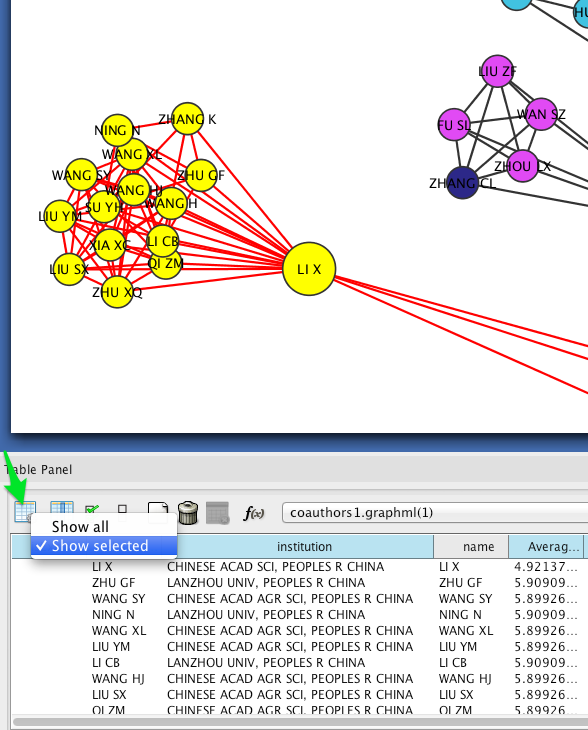 HU
LIU ZF
WAN SZ
FU SL
ZHOU LX
ZHANG CL
ZHANG K
NING N
WANG XL
WANG SY
ZHU GF
WANG HJ
WANG H
SU YH
LIU YM
XIA XC
LI CB
QI ZM
LIU SX
ZHU XQ
LI X
Table Panel
f(x)
coauthors1.graphml(1)
Show all
✓ Show selected
institution name Averag...
LI X CHINESE ACAD SCI, PEOPLES R CHINA LI X 4.92137...
ZHU GF LANZHOU UNIV, PEOPLES R CHINA ZHU GF 5.90909...
WANG SY CHINESE ACAD AGR SCI, PEOPLES R CHINA WANG SY 5.89926...
NING N LANZHOU UNIV, PEOPLES R CHINA NING N 5.90909...
WANG XL CHINESE ACAD AGR SCI, PEOPLES R CHINA WANG XL 5.89926...
LIU YM CHINESE ACAD AGR SCI, PEOPLES R CHINA LIU YM 5.89926...
LI CB LANZHOU UNIV, PEOPLES R CHINA LI CB 5.90909...
WANG HJ CHINESE ACAD AGR SCI, PEOPLES R CHINA WANG HJ 5.89926...
LIU SX CHINESE ACAD AGR SCI, PEOPLES R CHINA LIU SX 5.89926...
QI ZM CHINESE ACAD AGR SCI, PEOPLES R CHINA QI ZM 5.89926...